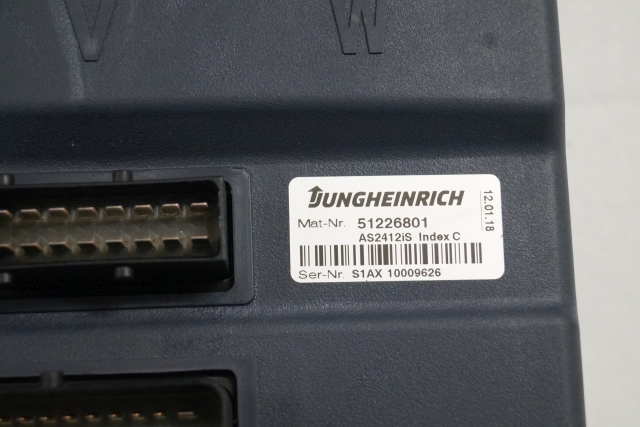 V W
JUNGHEINRICH
12.01.18
Mat-Nr. 51226801
AS2412iS Index C
Ser-Nr. S1AX 10009626